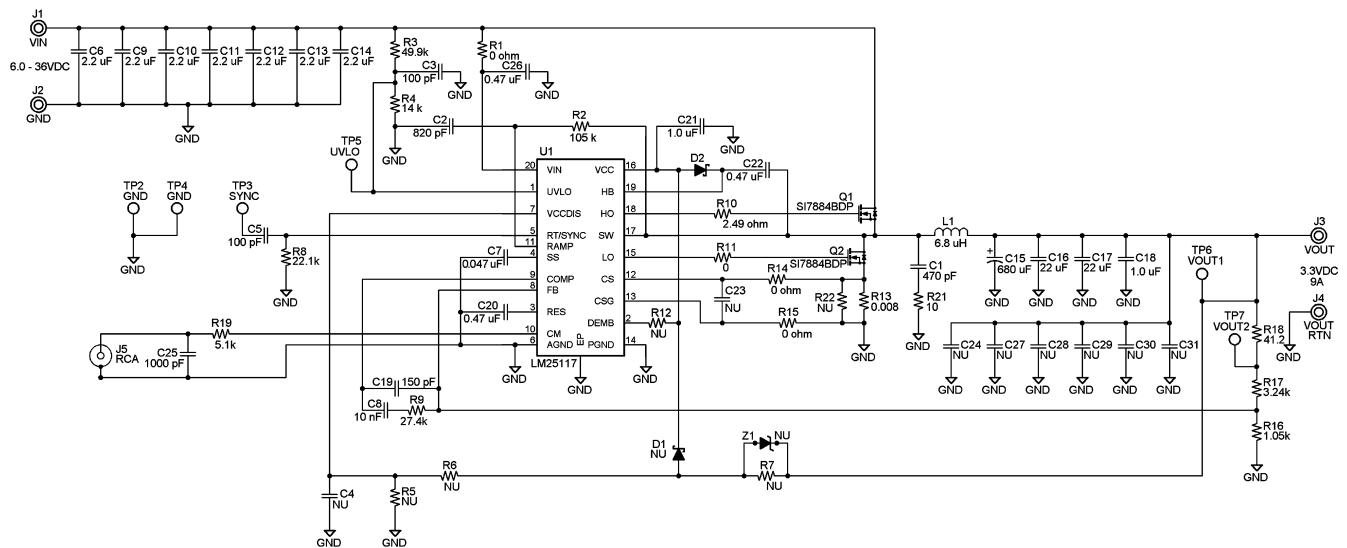 J1
VIN
6.0 - 36VDC
J2
GND
C6
2.2 uF
C9
2.2 uF
C10
2.2 uF
C11
2.2 uF
C12
2.2 uF
C13
2.2 uF
C14
2.2 uF
GND
R3
49.9k
C3
100 pF
GND
R4
14 k
GND
C2
820 pF
R1
0 ohm
C26
0.47 uF
GND
R2
105 k
C21
1.0 uF
GND
D2
C22
0.47 uF
TP5
UVLO
TP2
GND
TP4
GND
GND
TP3
SYNC
C5
100 pF
R8
22.1k
GND
U1
20 VIN
1 UVLO
7 VCCDIS
5 RT/SYNC
11 RAMP
4 SS
9 COMP
8 FB
3 RES
10 CM
6 AGND
EP
VCC 16
HB 19
HO 18
SW 17
LO 15
CS 12
CSG 13
DEMB 2
PGND 14
LM25117
GND
GND
GND
C7
0.047 uF
C20
0.47 uF
R10
2.49 ohm
Q1
SI7884BDP
R11
0
Q2
SI7884BDP
R14
0 ohm
C23
NU
R15
0 ohm
R22
NU
R13
0.008
GND
R12
NU
L1
6.8 uH
C1
470 pF
R21
10
GND
C15
+
680 uF
GND
C16
22 uF
GND
C17
22 uF
GND
C18
1.0 uF
GND
C24
NU
GND
C27
NU
GND
C28
NU
GND
C29
NU
GND
C30
NU
GND
C31
NU
GND
TP6
VOUT1
TP7
VOUT2
J3
VOUT
3.3VDC
9A
J4
VOUT
RTN
GND
R18
41.2
R17
3.24k
R16
1.05k
GND
J5
RCA
C25
1000 pF
R19
5.1k
C19
150 pF
C8
10 nF
R9
27.4k
D1
NU
Z1
NU
R7
NU
R6
NU
C4
NU
GND
R5
NU
GND